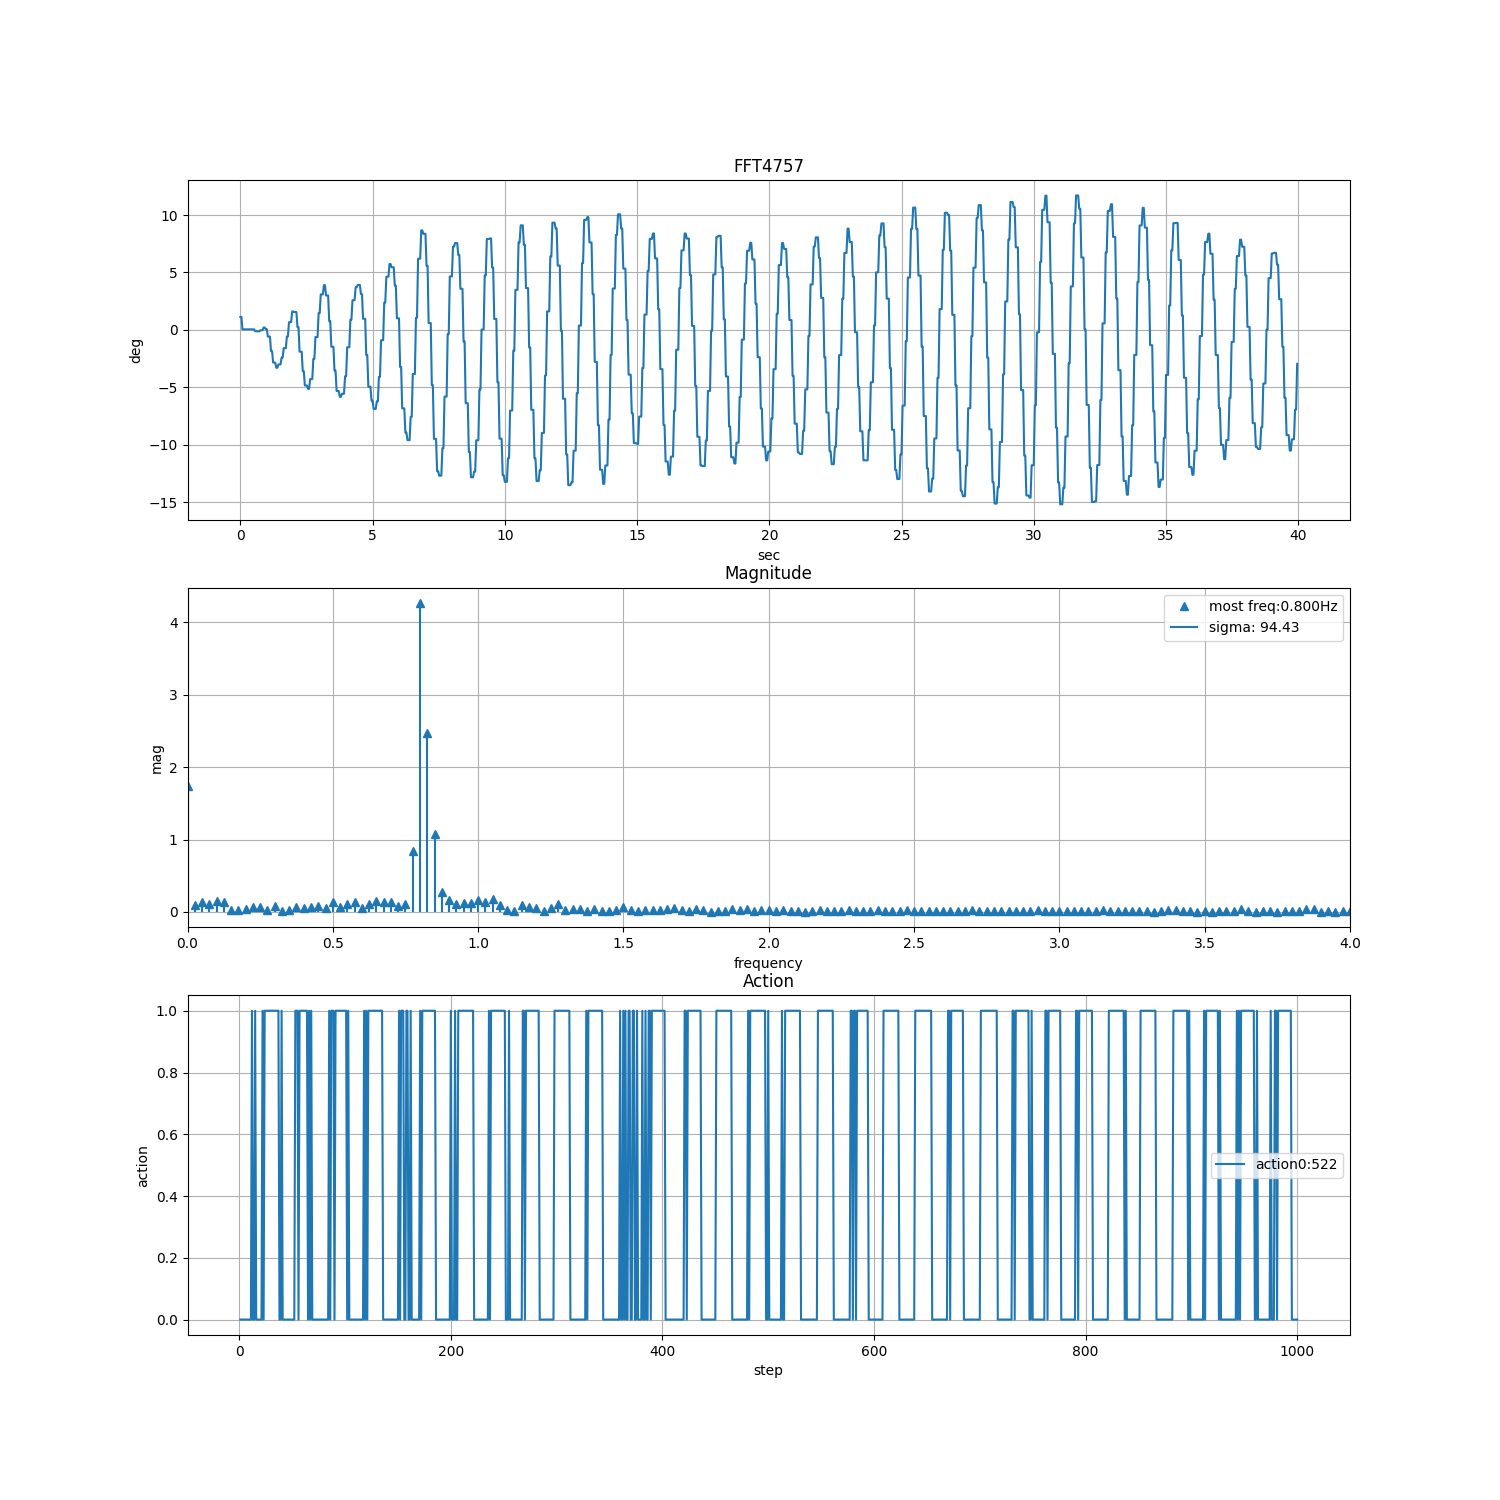 FFT4757
10
5
0
−5
−10
−15
deg
0 5 10 15 20 25 30 35 40
sec
Magnitude
most freq:0.800Hz
sigma: 94.43
4
3
2
1
0
mag
0.0 0.5 1.0 1.5 2.0 2.5 3.0 3.5 4.0
frequency
Action
1.0
0.8
0.6
0.4
0.2
0.0
action
action0:522
0 200 400 600 800 1000
step